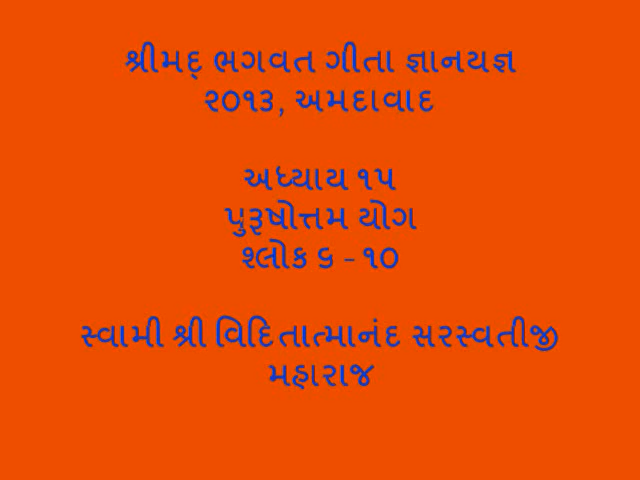 શ્રીમદ્ ભગવત ગીતા જ્ઞાનયજ્ઞ
૨૦૧૩, અમદાવાદ
અધ્યાય ૧૫
પુરૂષોત્તમ યોગ
શ્લોક ૬ - ૧૦
સ્વામી શ્રી વિદિતાત્માનંદ સરસ્વતીજી
મહારાજ